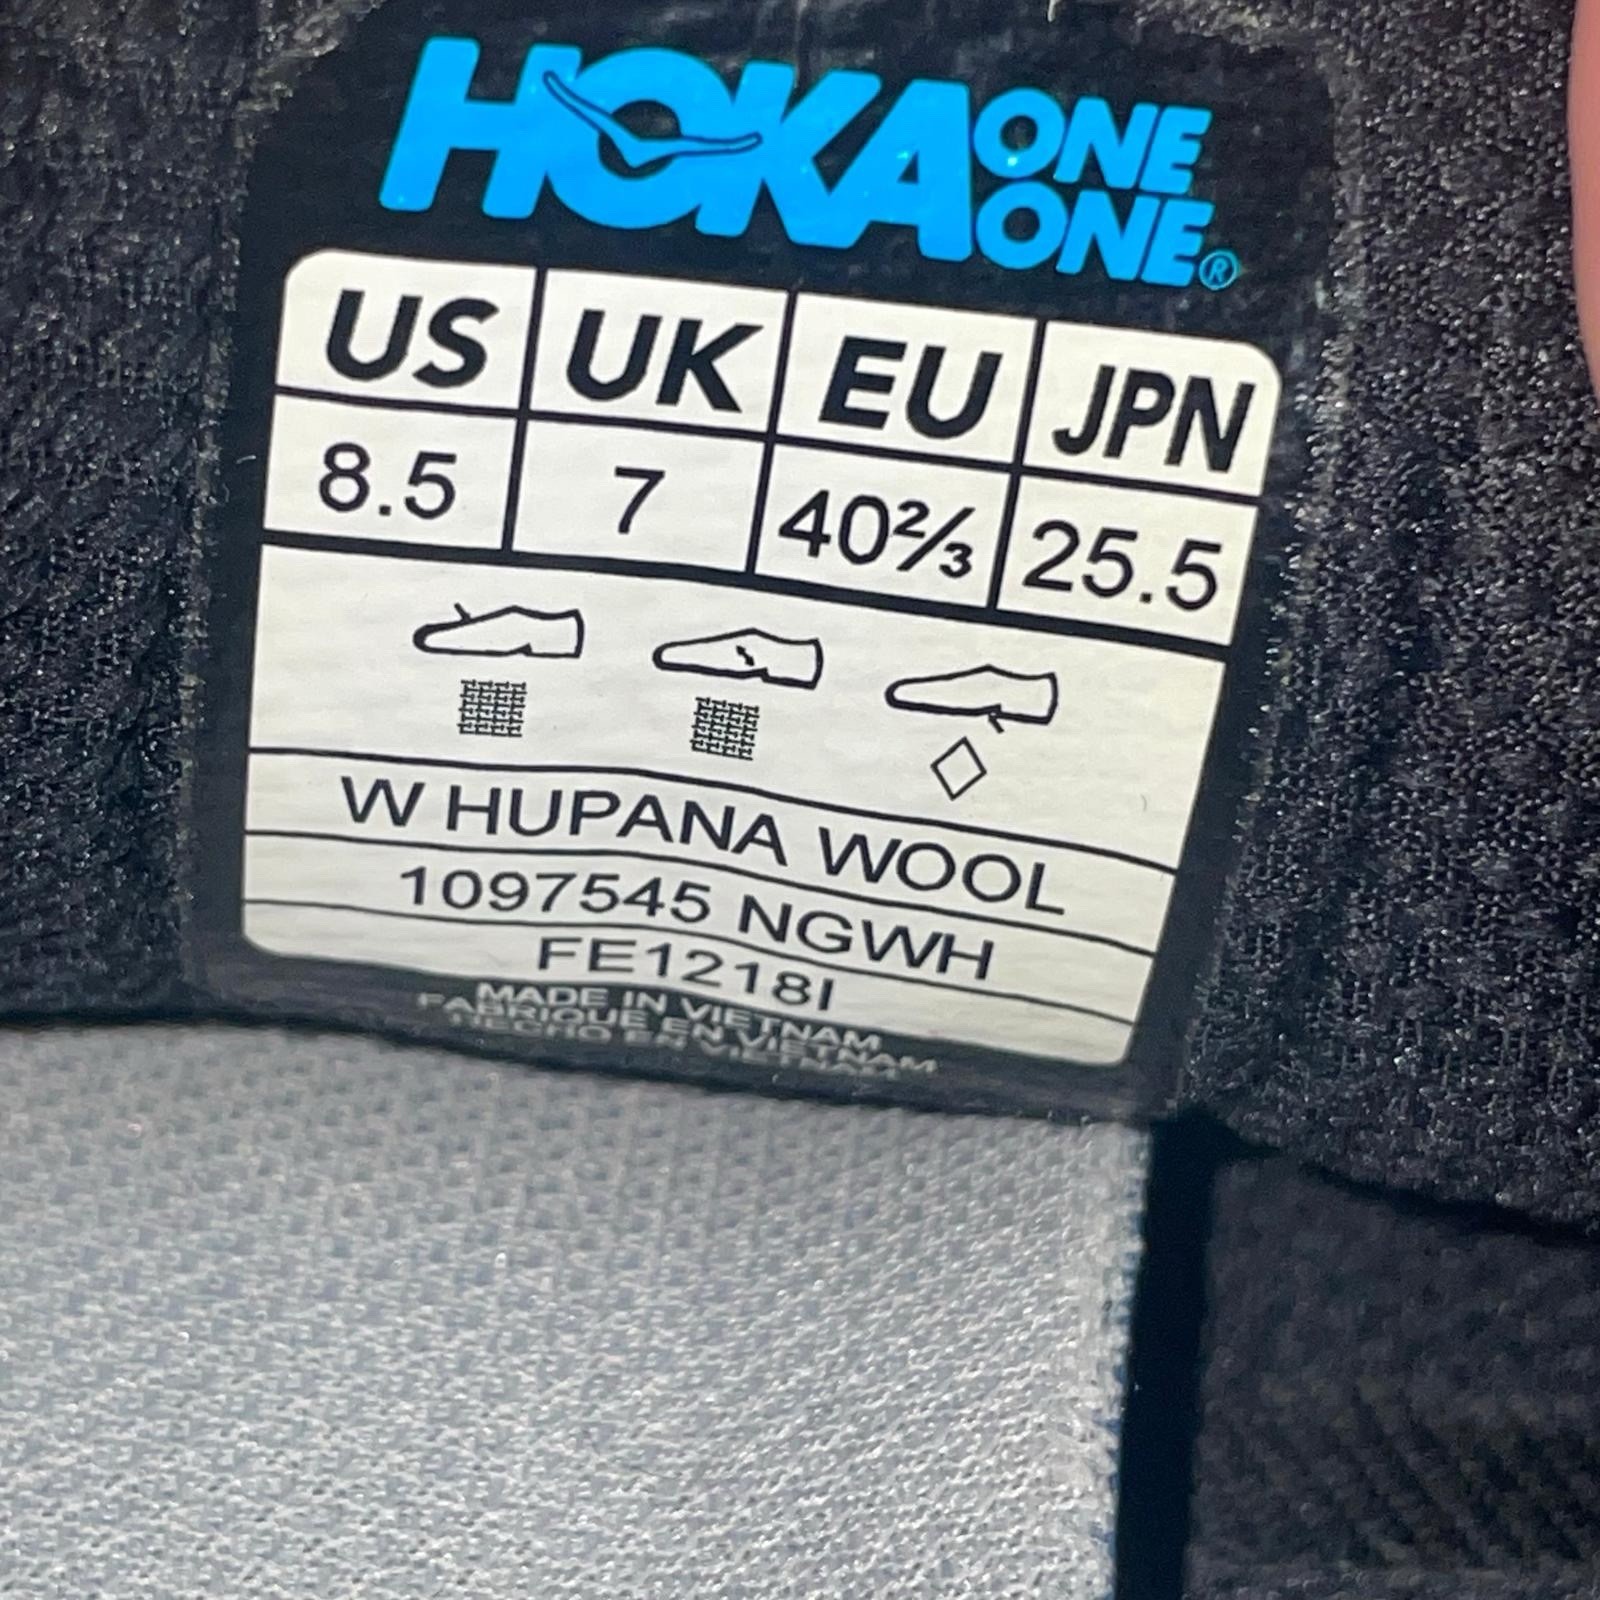 HOKA ONE ONE®
US UK EU JPN
8.5 7 40⅔ 25.5
W HUPANA WOOL
1097545 NGWH
FE1218I
MADE IN VIETNAM
FABRIQUE EN VIETNAM
HECHO EN VIETNAM